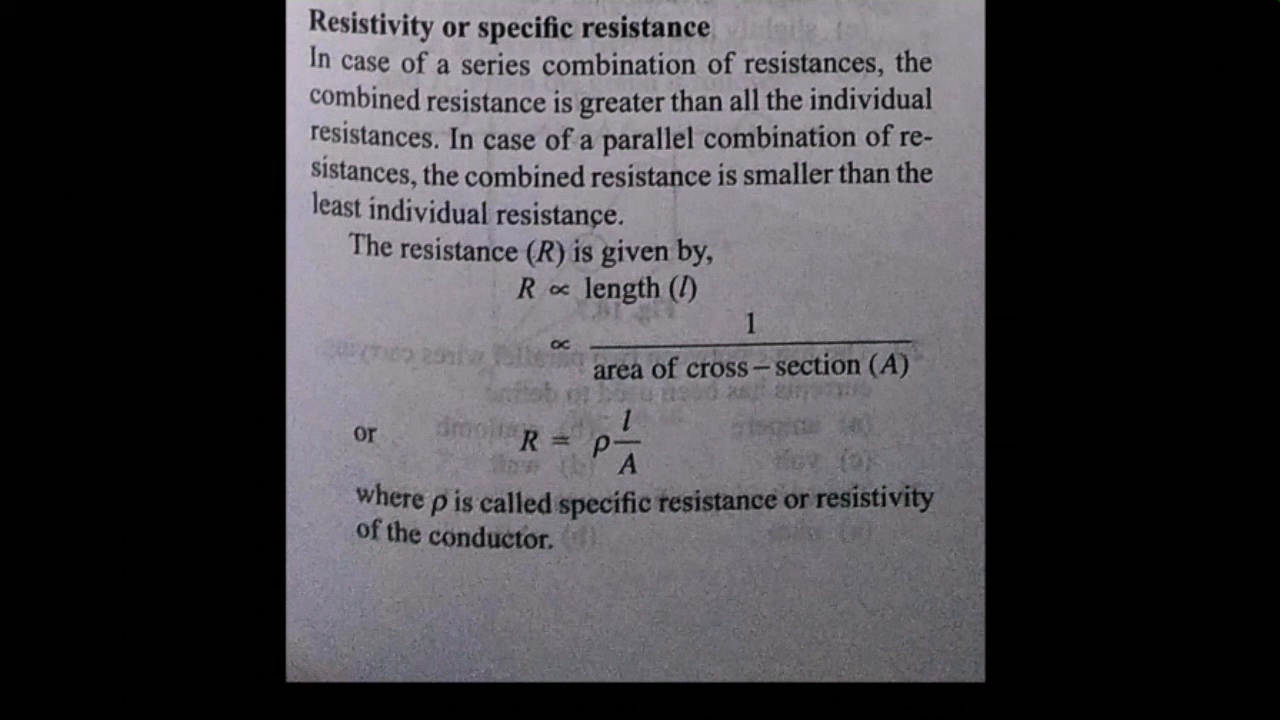 Resistivity or specific resistance
In case of a series combination of resistances, the
combined resistance is greater than all the individual
resistances. In case of a parallel combination of re-
sistances, the combined resistance is smaller than the
least individual resistance.
The resistance (R) is given by,
R ∝ length (l)
∝ 1 / area of cross – section (A)
or R = ρ l / A
where ρ is called specific resistance or resistivity
of the conductor.